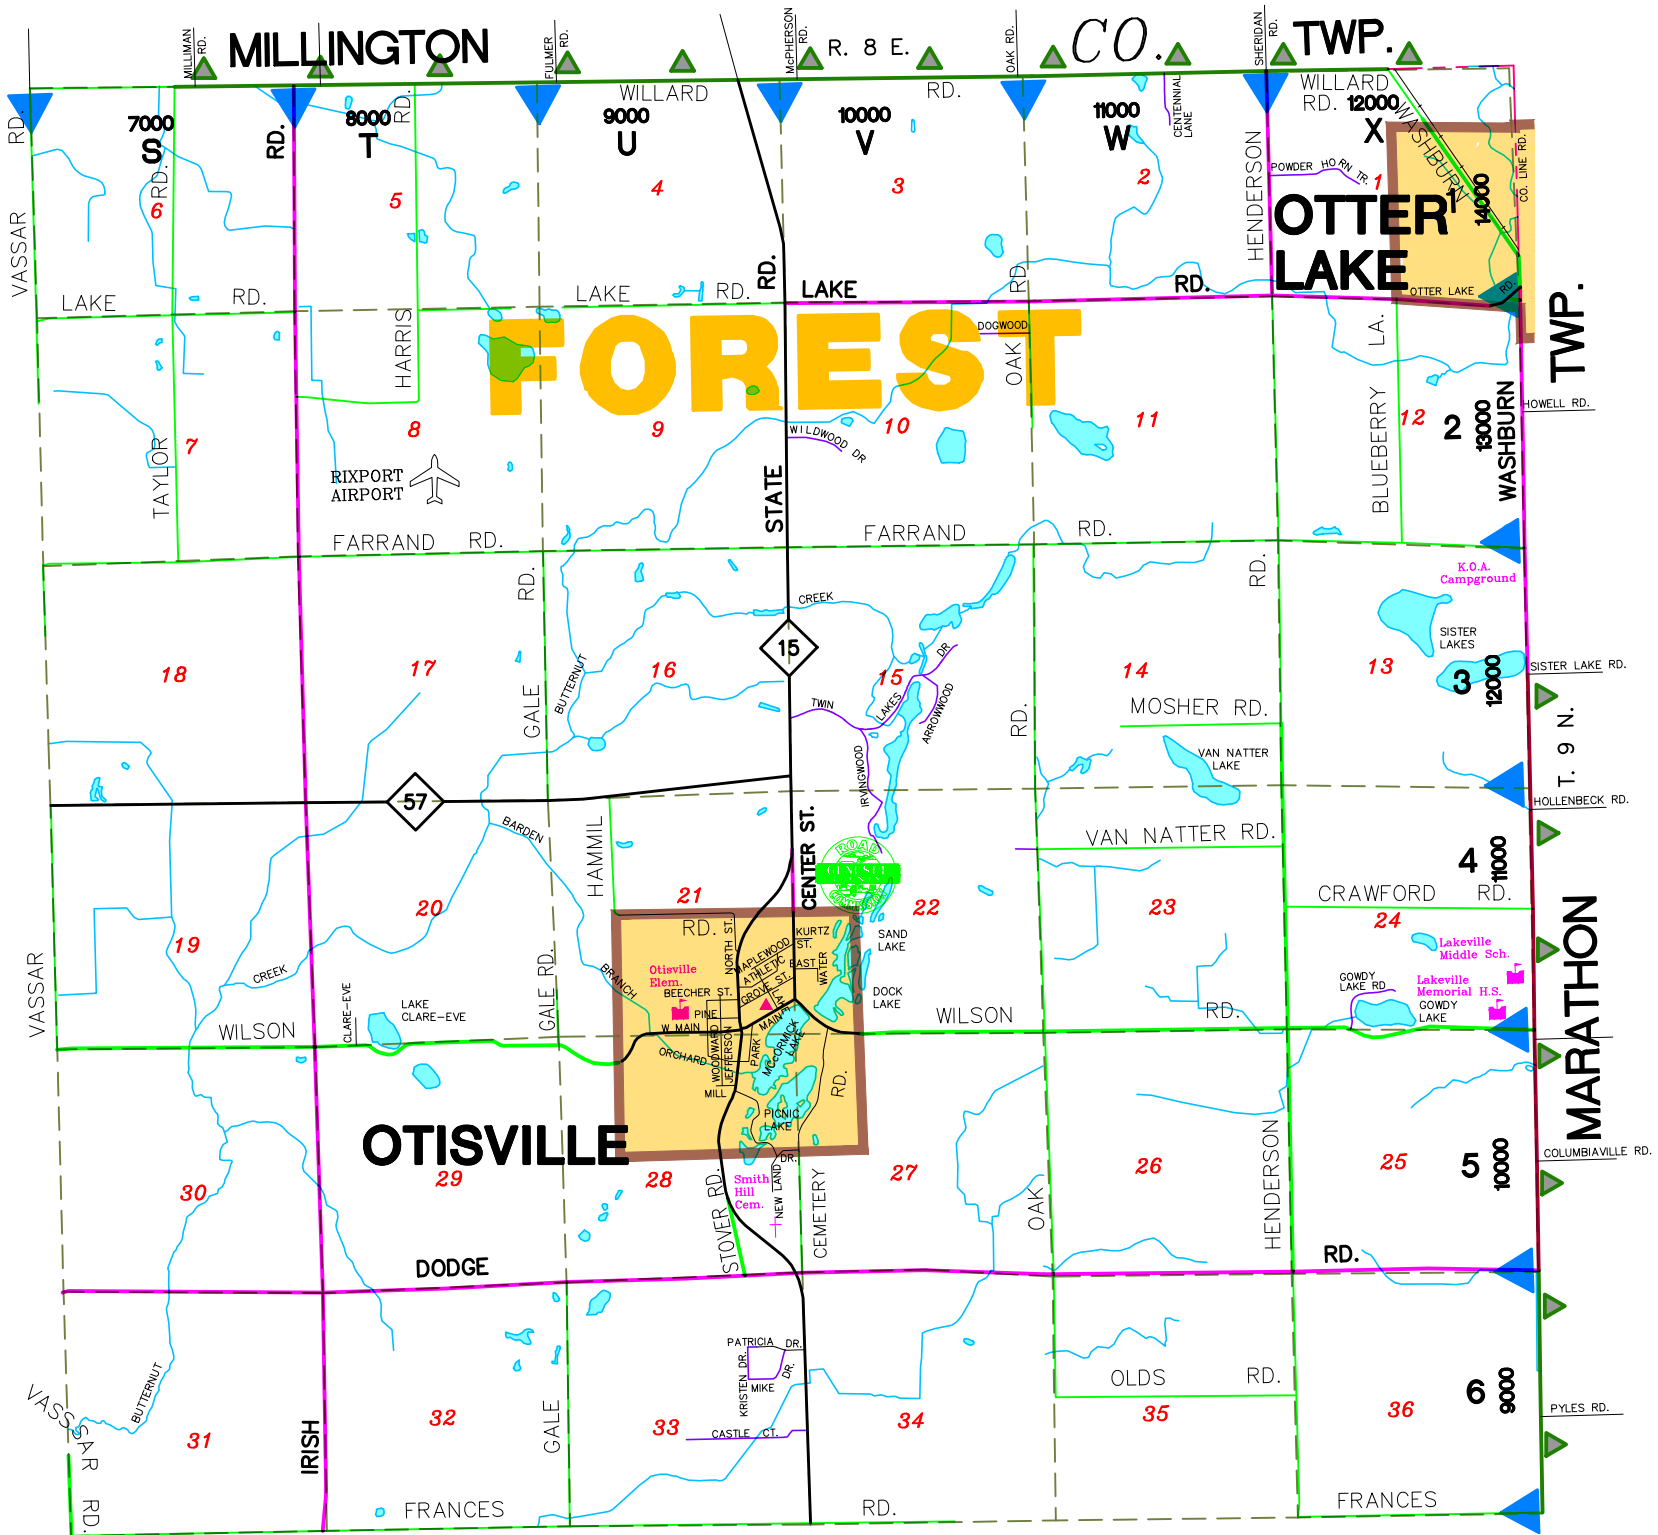 MILLINGTON
R. 8 E.
CO.
TWP.
MILLIMAN RD.
FULMER RD.
McPHERSON RD.
OAK RD.
SHERIDAN RD.
WILLARD RD.
WILLARD RD.
7000
S
8000
T
9000
U
10000
V
11000
W
12000
X
CENTENNIAL LANE
WASHBURN
CO. LINE RD.
VASSAR RD.
RD.
RD.
RD.
HENDERSON
POWDER HORN TR.
6
5
4
3
2
1
OTTER
LAKE
1
14000
OTTER LAKE RD.
LAKE RD.
LAKE RD.
RD.
LAKE RD.
OAK RD.
FOREST
DOGWOOD
HARRIS
TAYLOR
BLUEBERRY LA.
TWP.
HOWELL RD.
7
8
9
10
11
12
2
13000
WASHBURN
WILDWOOD DR
RIXPORT
AIRPORT
STATE
FARRAND RD.
FARRAND RD.
K.O.A.
Campground
CREEK
15
SISTER
LAKES
SISTER LAKE RD.
18
17
16
15
14
13
3
12000
GALE RD.
BUTTERNUT
TWIN LAKES DR
ARROWWOOD
IRVINGWOOD
RD.
RD.
MOSHER RD.
VAN NATTER
LAKE
T. 9 N.
HOLLENBECK RD.
57
BARDEN
HAMMIL
CENTER ST.
ROAD
COMMISSION
VAN NATTER RD.
4
11000
CRAWFORD RD.
19
20
21
22
23
24
RD.
NORTH ST.
MAPLEWOOD
ATHLETIC
KURTZ
ST.
EAST
WATER
GROVE ST.
SAND
LAKE
DOCK
LAKE
Otisville
Elem.
BEECHER ST.
PINE
W MAIN
MAIN
ORCHARD
WOODWARD
JEFFERSON
PARK
McCORMICK
LAKE
MILL
PICNIC
LAKE
RD.
BRANCH
CREEK
LAKE
CLARE-EVE
CLARE-EVE
VASSAR
WILSON
GALE RD.
WILSON
RD.
Lakeville
Middle Sch.
Lakeville
Memorial H.S.
GOWDY
LAKE RD
GOWDY
LAKE
MARATHON
OTISVILLE
COLUMBIAVILLE RD.
30
29
28
27
26
25
5
10000
Smith
Hill
Cem.
NEW LAND DR.
STOVER RD.
CEMETERY
OAK
HENDERSON
DODGE
RD.
PATRICIA DR.
KRISTEN DR.
MIKE DR.
CASTLE CT.
OLDS RD.
6
9000
PYLES RD.
BUTTERNUT
VASSAR RD.
IRISH
GALE
31
32
33
34
35
36
FRANCES
RD.
FRANCES